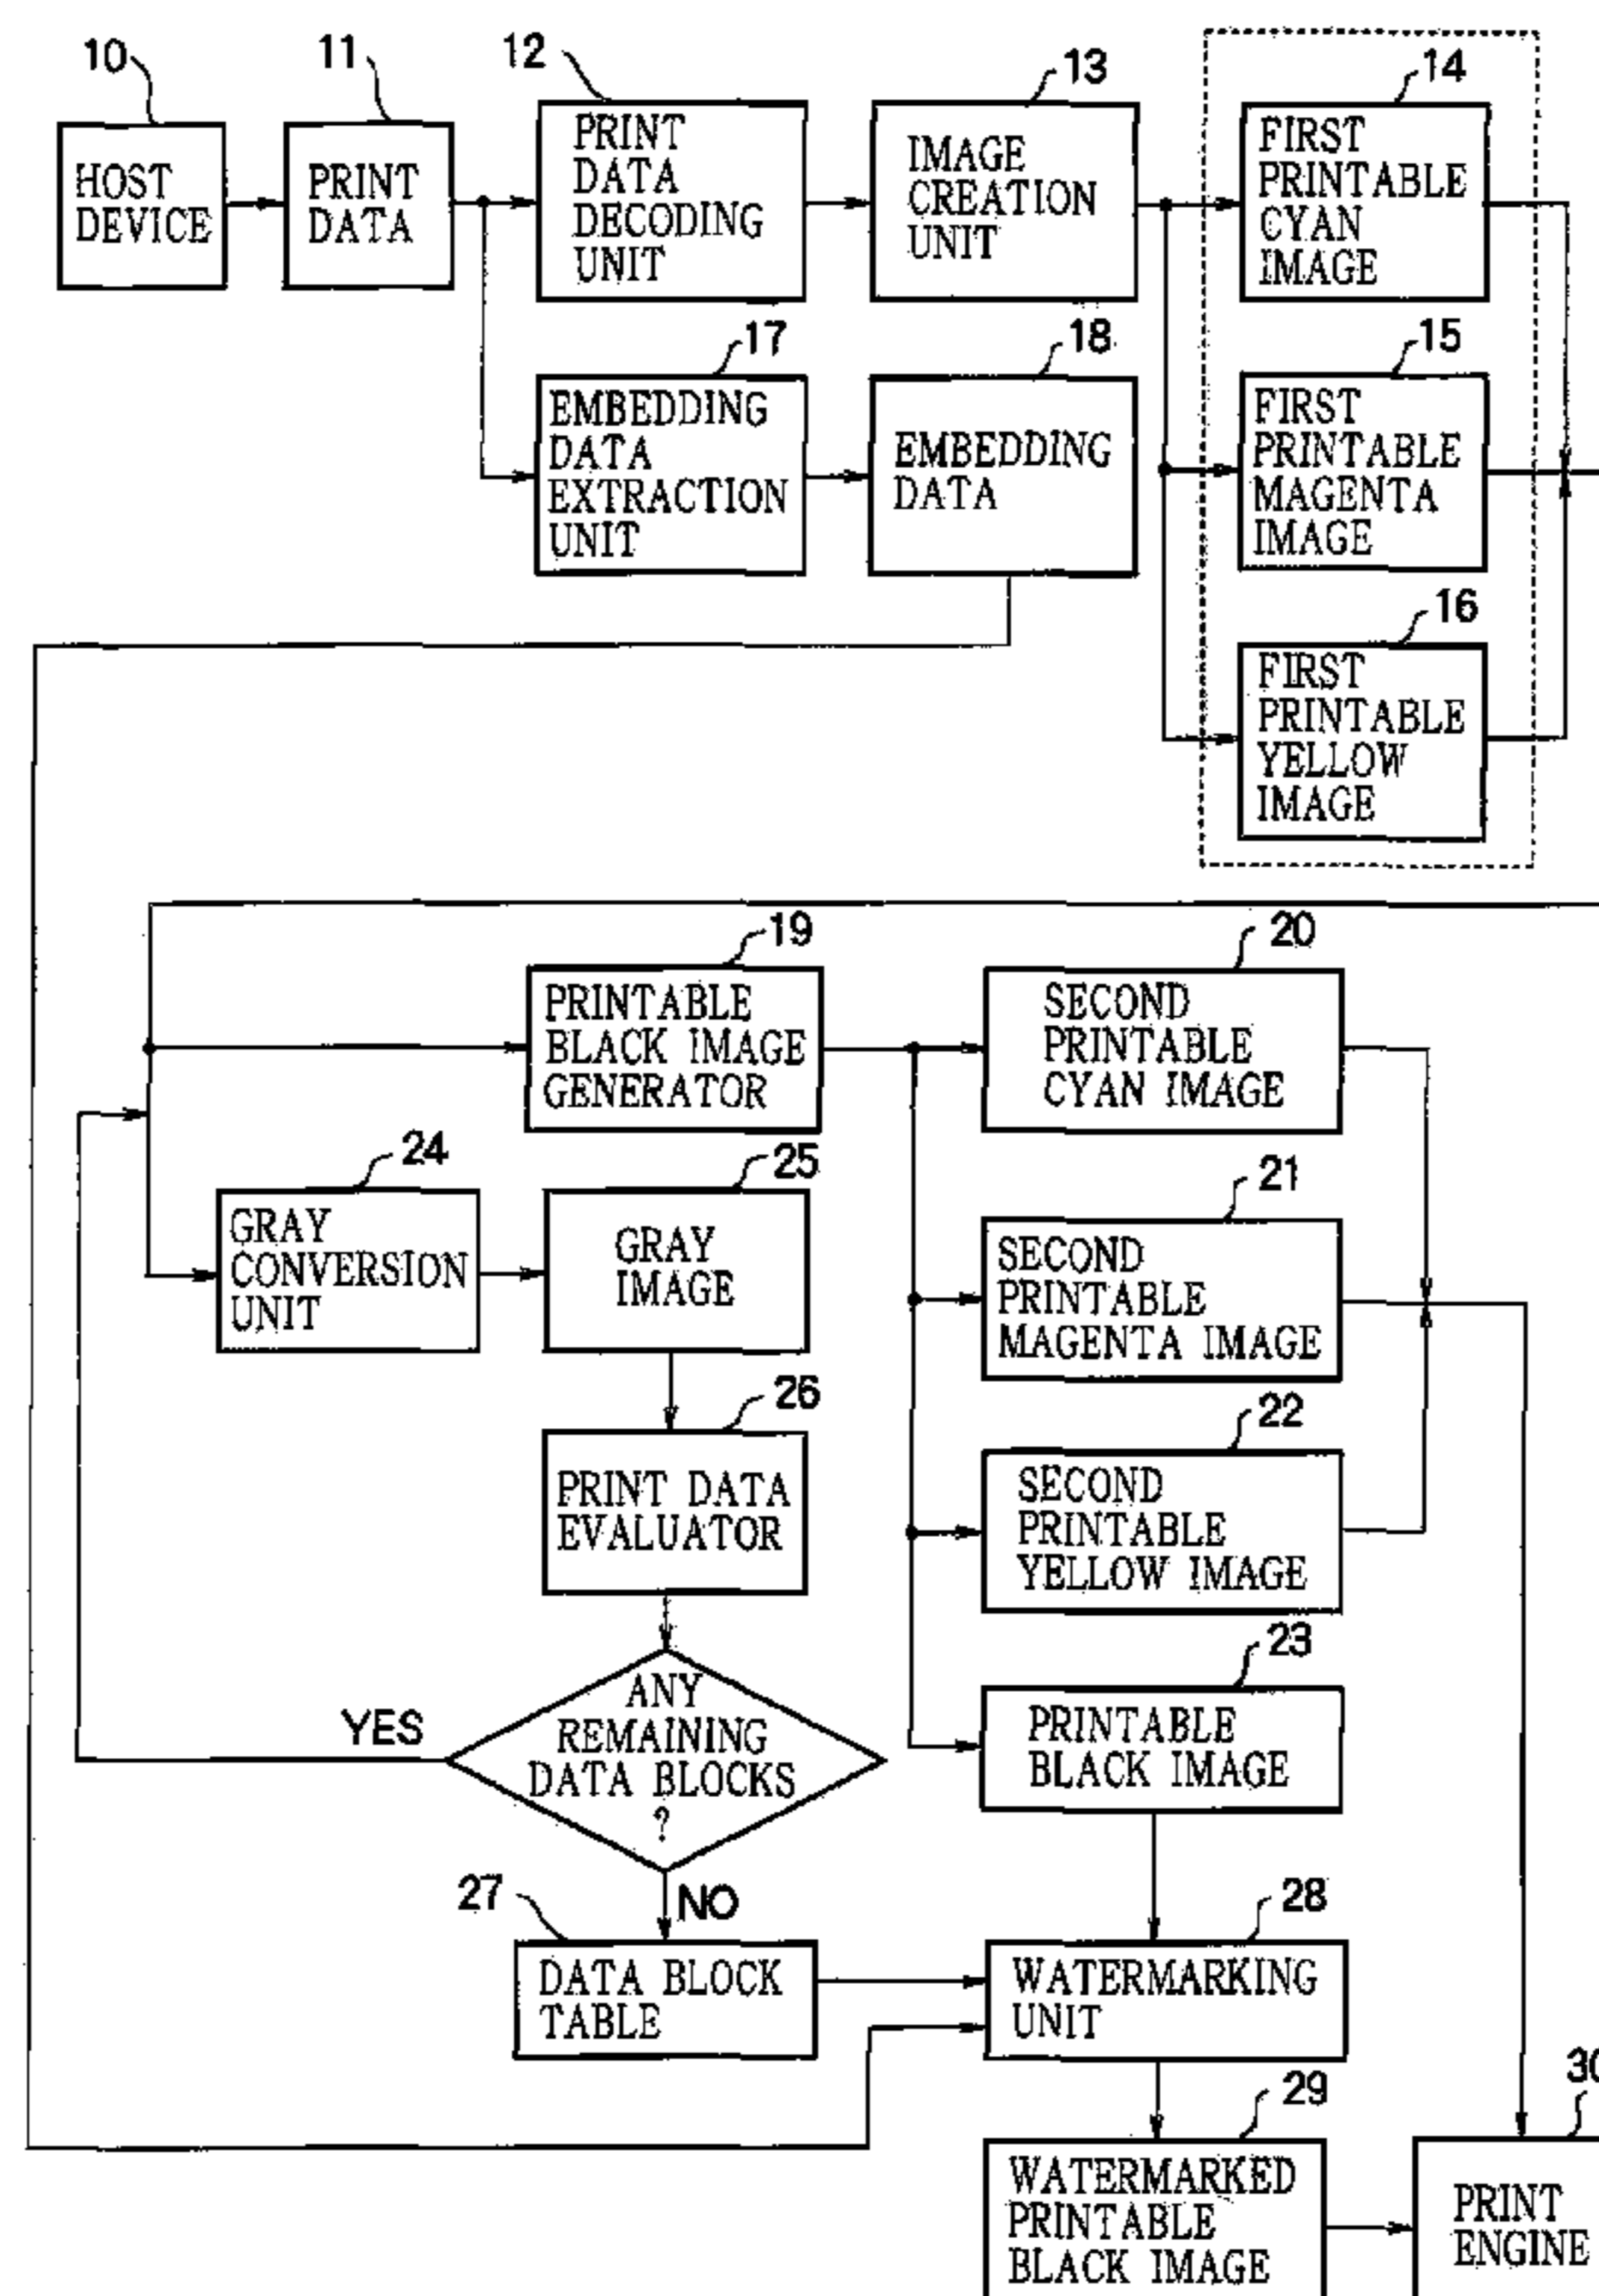 10
11
12
13
14
HOST
DEVICE
PRINT
DATA
PRINT
DATA
DECODING
UNIT
IMAGE
CREATION
UNIT
FIRST
PRINTABLE
CYAN
IMAGE
17
18
15
EMBEDDING
DATA
EXTRACTION
UNIT
EMBEDDING
DATA
FIRST
PRINTABLE
MAGENTA
IMAGE
16
FIRST
PRINTABLE
YELLOW
IMAGE
19
20
PRINTABLE
BLACK IMAGE
GENERATOR
SECOND
PRINTABLE
CYAN IMAGE
24
25
21
GRAY
CONVERSION
UNIT
GRAY
IMAGE
SECOND
PRINTABLE
MAGENTA IMAGE
26
22
PRINT DATA
EVALUATOR
SECOND
PRINTABLE
YELLOW IMAGE
23
YES
ANY
REMAINING
DATA BLOCKS
?
PRINTABLE
BLACK IMAGE
27
NO
28
DATA BLOCK
TABLE
WATERMARKING
UNIT
29
30
WATERMARKED
PRINTABLE
BLACK IMAGE
PRINT
ENGINE